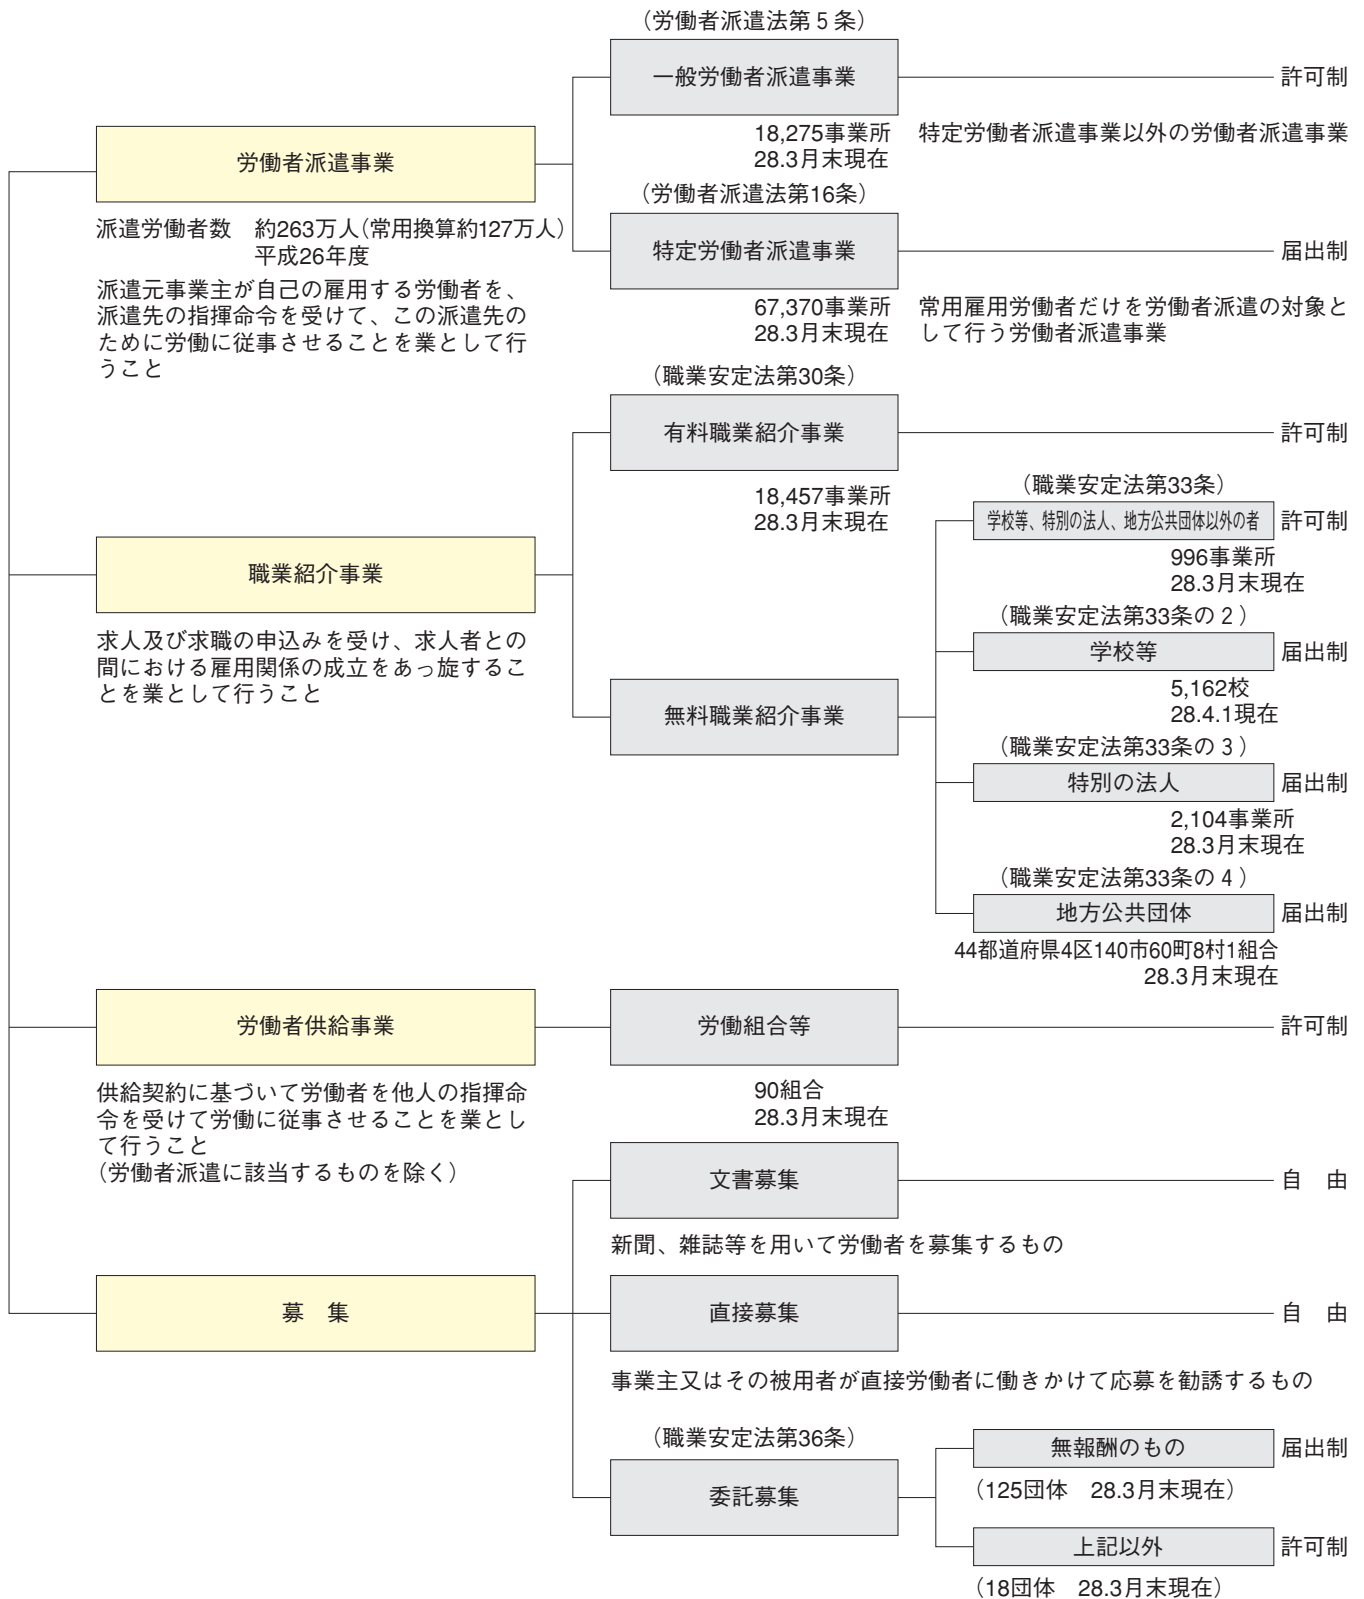 （労働者派遣法第５条）
一般労働者派遣事業
許可制
18,275事業所
28.3月末現在
特定労働者派遣事業以外の労働者派遣事業
労働者派遣事業
派遣労働者数　約263万人（常用換算約127万人）
平成26年度
派遣元事業主が自己の雇用する労働者を、
派遣先の指揮命令を受けて、この派遣先の
ために労働に従事させることを業として行
うこと
（労働者派遣法第16条）
特定労働者派遣事業
届出制
67,370事業所
28.3月末現在
常用雇用労働者だけを労働者派遣の対象と
して行う労働者派遣事業
（職業安定法第30条）
有料職業紹介事業
許可制
18,457事業所
28.3月末現在
職業紹介事業
求人及び求職の申込みを受け、求人者との
間における雇用関係の成立をあっ旋するこ
とを業として行うこと
無料職業紹介事業
（職業安定法第33条）
学校等、特別の法人、地方公共団体以外の者
許可制
996事業所
28.3月末現在
（職業安定法第33条の２）
学校等
届出制
5,162校
28.4.1現在
（職業安定法第33条の３）
特別の法人
届出制
2,104事業所
28.3月末現在
（職業安定法第33条の４）
地方公共団体
届出制
44都道府県4区140市60町8村1組合
28.3月末現在
労働者供給事業
供給契約に基づいて労働者を他人の指揮命
令を受けて労働に従事させることを業とし
て行うこと
（労働者派遣に該当するものを除く）
労働組合等
許可制
90組合
28.3月末現在
募　集
文書募集
自　由
新聞、雑誌等を用いて労働者を募集するもの
直接募集
自　由
事業主又はその被用者が直接労働者に働きかけて応募を勧誘するもの
（職業安定法第36条）
委託募集
無報酬のもの
届出制
（125団体　28.3月末現在）
上記以外
許可制
（18団体　28.3月末現在）